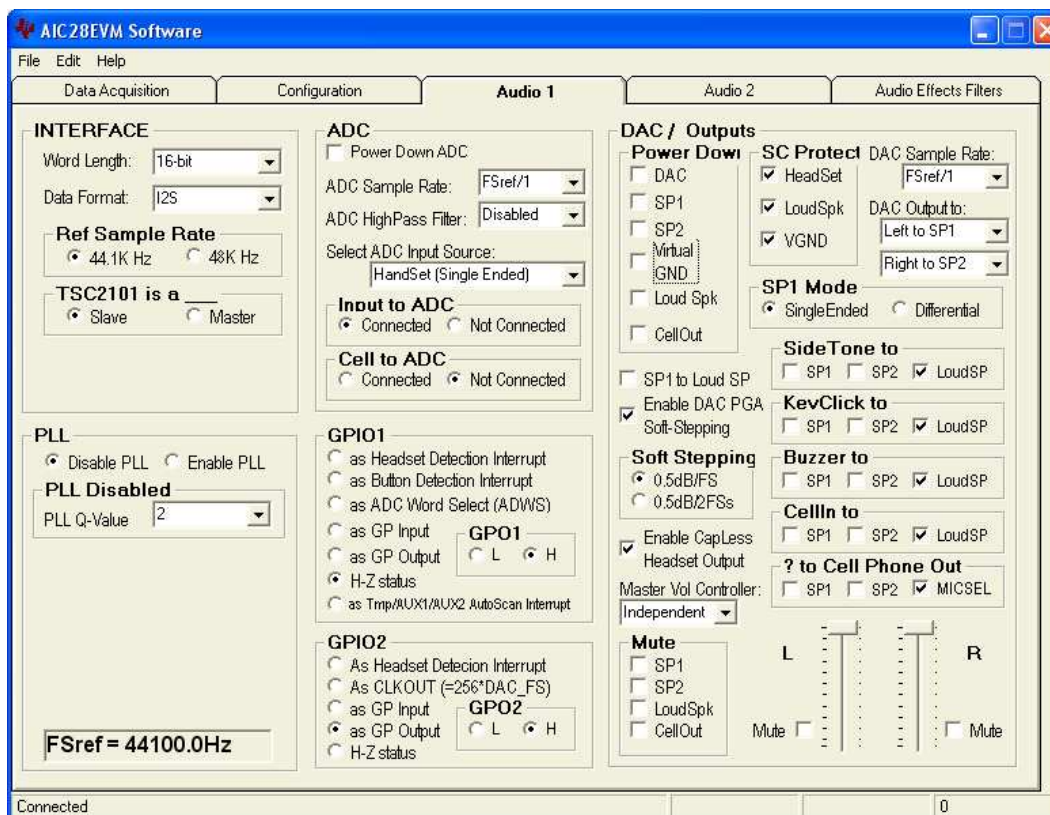 AIC28EVM Software
File Edit Help
Data Acquisition
Configuration
Audio 1
Audio 2
Audio Effects Filters
INTERFACE
Word Length: 16-bit
Data Format: I2S
Ref Sample Rate
44.1K Hz 48K Hz
TSC2101 is a ___
Slave Master
PLL
Disable PLL Enable PLL
PLL Disabled
PLL Q-Value 2
FSref = 44100.0Hz
ADC
Power Down ADC
ADC Sample Rate: FSref/1
ADC HighPass Filter: Disabled
Select ADC Input Source:
HandSet (Single Ended)
Input to ADC
Connected Not Connected
Cell to ADC
Connected Not Connected
GPIO1
as Headset Detection Interrupt
as Button Detection Interrupt
as ADC Word Select (ADWS)
as GP Input
as GP Output
GPO1
L H
H-Z status
as Tmp/AUX1/AUX2 AutoScan Interrupt
GPIO2
As Headset Detecion Interrupt
As CLKOUT (=256*DAC_FS)
as GP Input
as GP Output
GPO2
L H
H-Z status
DAC / Outputs
Power Down
DAC
SP1
SP2
Virtual
GND
Loud Spk
CellOut
SC Protect
HeadSet
LoudSpk
VGND
DAC Sample Rate:
FSref/1
DAC Output to:
Left to SP1
Right to SP2
SP1 Mode
SingleEnded Differential
SP1 to Loud SP
Enable DAC PGA
Soft-Stepping
Soft Stepping
0.5dB/FS
0.5dB/2FSs
Enable CapLess
Headset Output
Master Vol Controller:
Independent
Mute
SP1
SP2
LoudSpk
CellOut
SideTone to
SP1 SP2 LoudSP
KeyClick to
SP1 SP2 LoudSP
Buzzer to
SP1 SP2 LoudSP
CellIn to
SP1 SP2 LoudSP
? to Cell Phone Out
SP1 SP2 MICSEL
L R
Mute Mute
Connected
0